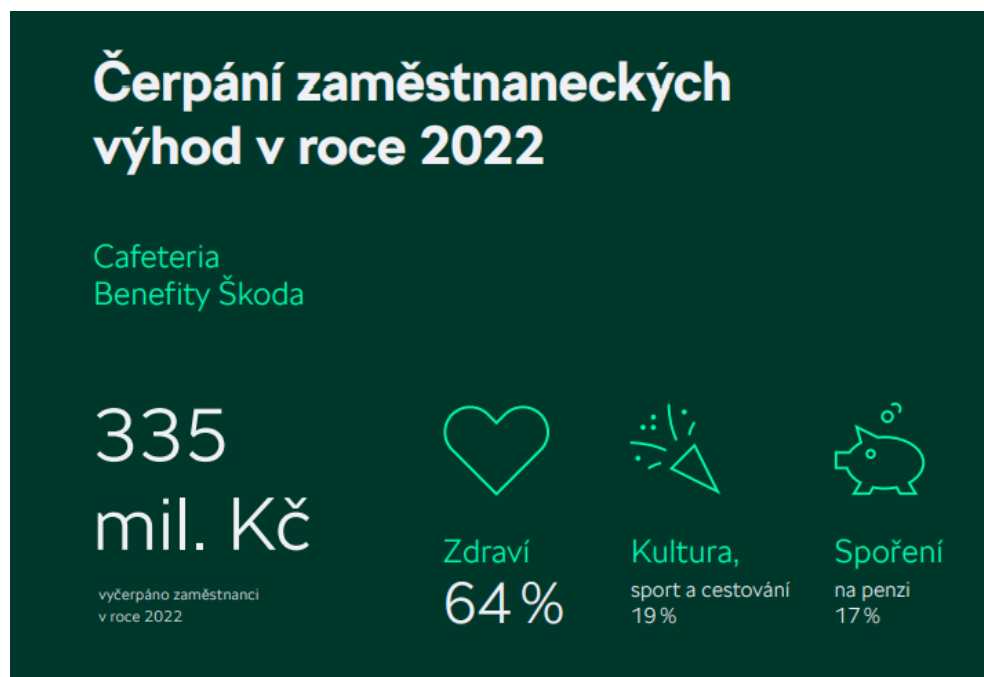 Čerpání zaměstnaneckých
výhod v roce 2022
Cafeteria
Benefity Škoda
335
mil. Kč
vyčerpáno zaměstnanci
v roce 2022
Zdraví
64 %
Kultura,
sport a cestování
19 %
Spoření
na penzi
17 %